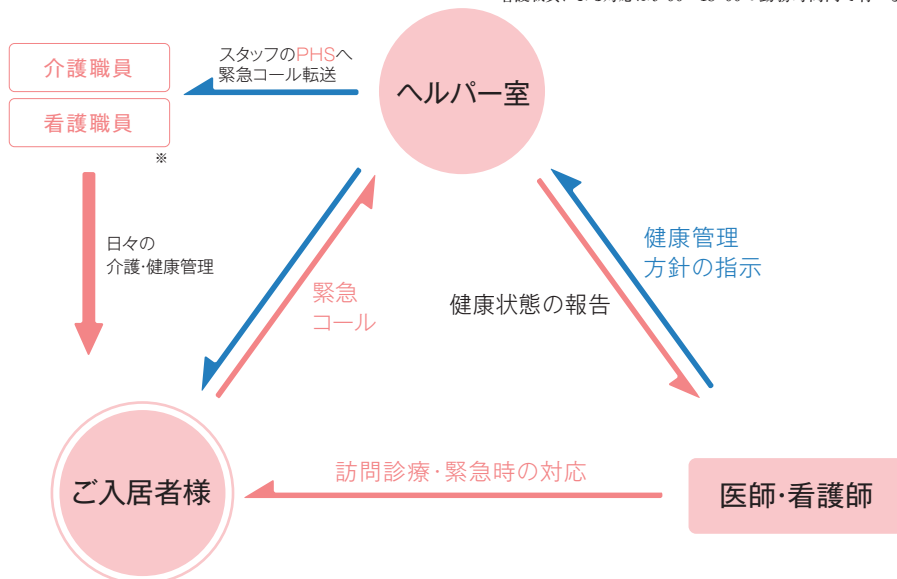 介護職員
看護職員
※
スタッフのPHSへ
緊急コール転送
ヘルパー室
日々の
介護・健康管理
緊急
コール
健康状態の報告
健康管理
方針の指示
ご入居者様
訪問診療・緊急時の対応
医師・看護師